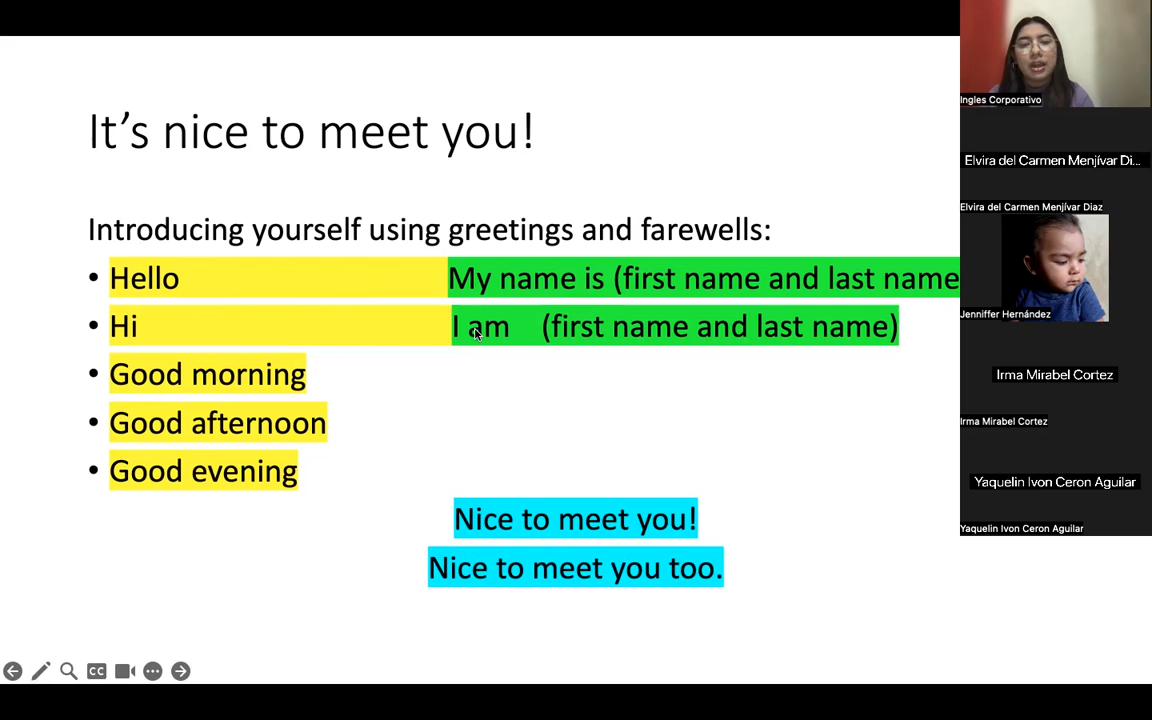 It's nice to meet you!
Introducing yourself using greetings and farewells:
• Hello My name is (first name and last name
• Hi I am (first name and last name)
• Good morning
• Good afternoon
• Good evening
Nice to meet you!
Nice to meet you too.
CC
Ingles Corporativo
Elvira del Carmen Menjívar Di...
Elvira del Carmen Menjívar Diaz
Jenniffer Hernández
Irma Mirabel Cortez
Irma Mirabel Cortez
Yaquelin Ivon Ceron Aguilar
Yaquelin Ivon Ceron Aguilar